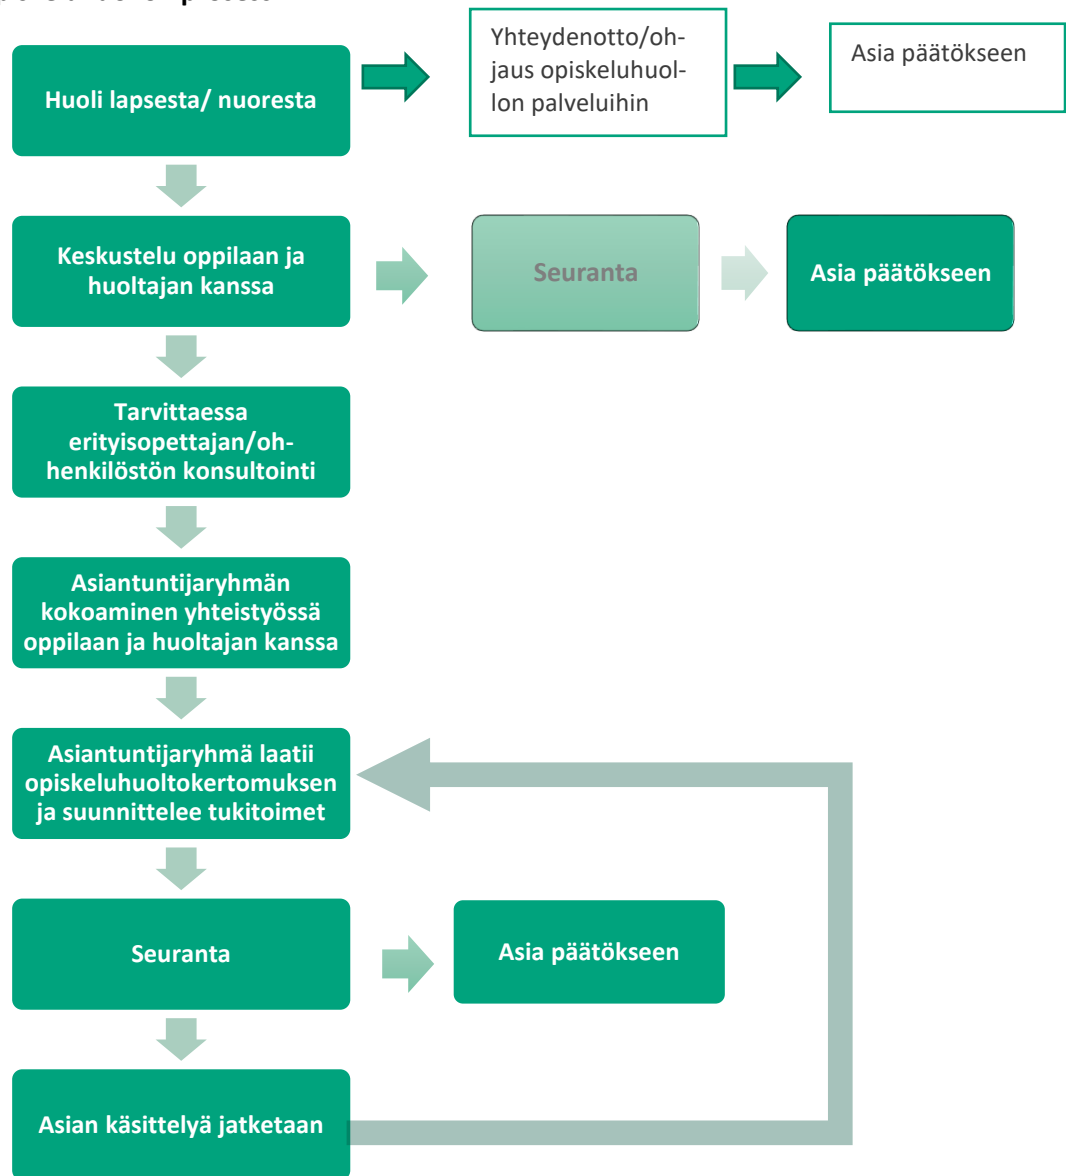 Huoli lapsesta/ nuoresta
Yhteydenotto/oh-
jaus opiskeluhuol-
lon palveluihin
Asia päätökseen
Keskustelu oppilaan ja
huoltajan kanssa
Seuranta
Asia päätökseen
Tarvittaessa
erityisopettajan/oh-
henkilöstön konsultointi
Asiantuntijaryhmän
kokoaminen yhteistyössä
oppilaan ja huoltajan kanssa
Asiantuntijaryhmä laatii
opiskeluhuoltokertomuksen
ja suunnittelee tukitoimet
Seuranta
Asia päätökseen
Asian käsittelyä jatketaan